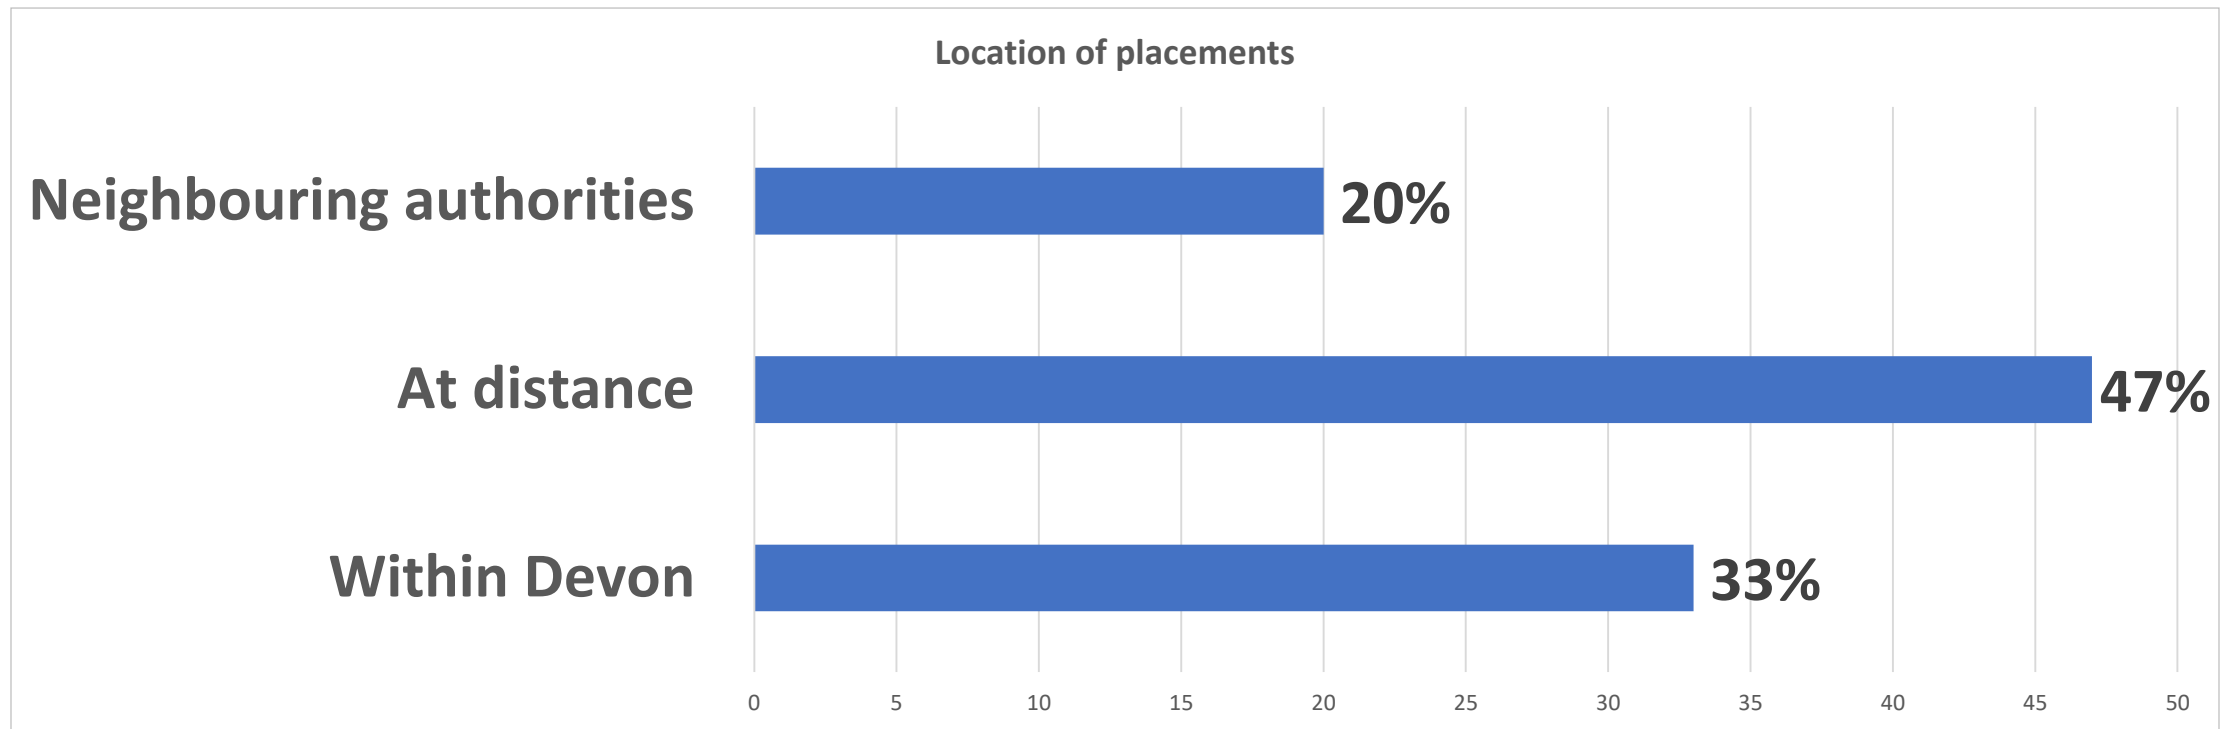 Location of placements
Neighbouring authorities
20%
At distance
47%
Within Devon
33%
0 5 10 15 20 25 30 35 40 45 50